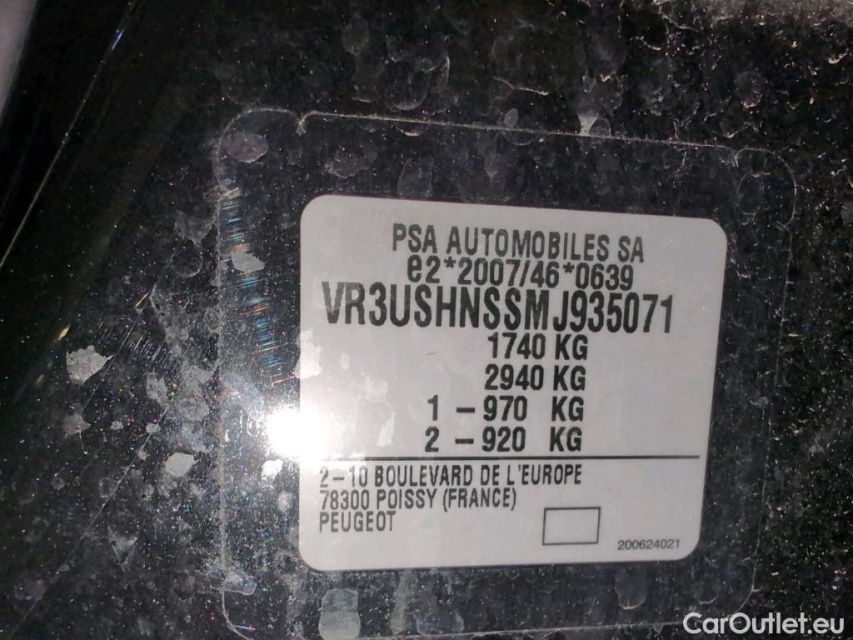 PSA AUTOMOBILES SA
e2*2007/46*0639
VR3USHNSSMJ935071
1740 KG
2940 KG
1 - 970 KG
2 - 920 KG
2-10 BOULEVARD DE L'EUROPE
78300 POISSY (FRANCE)
PEUGEOT
200624021
CarOutlet.eu